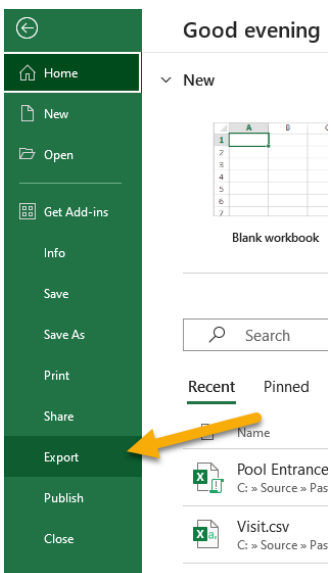 Good evening
Home
New
New
Open
A
1
2
3
4
5
6
7
Get Add-ins
Blank workbook
Info
Save
Save As
Search
Print
Recent Pinned
Share
Name
Export
Pool Entrance
C: » Source » Pas
Publish
Visit.csv
C: » Source » Pas
Close